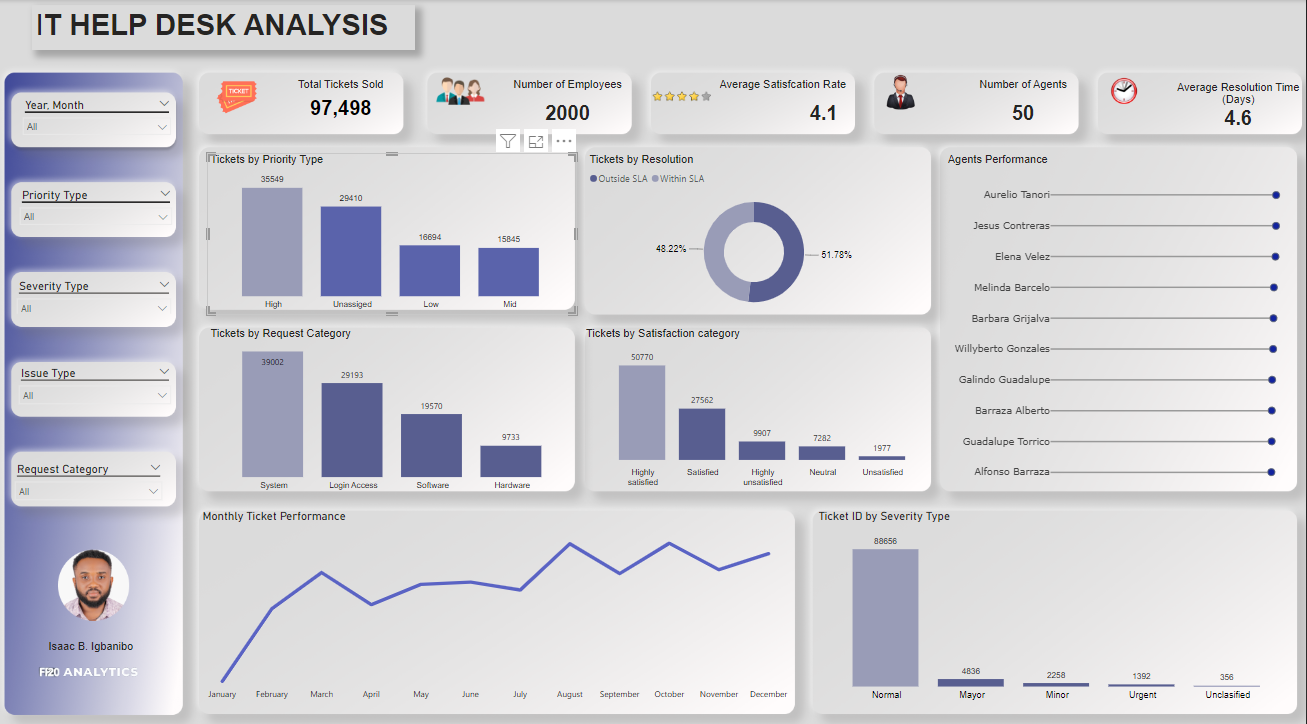 IT HELP DESK ANALYSIS
Year, Month
All
Priority Type
All
Severity Type
All
Issue Type
All
Request Category
All
Isaac B. Igbanibo
ANALYTICS
TICKET
Total Tickets Sold
97,498
Number of Employees
2000
Average Satisfcation Rate
4.1
Number of Agents
50
Average Resolution Time
(Days)
4.6
Tickets by Priority Type
35549
29410
16694
15845
High
Unassiged
Low
Mid
Tickets by Resolution
Outside SLA
Within SLA
48.22%
51.78%
Agents Performance
Aurelio Tanori
Jesus Contreras
Elena Velez
Melinda Barcelo
Barbara Grijalva
Willyberto Gonzales
Galindo Guadalupe
Barraza Alberto
Guadalupe Torrico
Alfonso Barraza
Tickets by Request Category
39002
29193
19570
9733
System
Login Access
Software
Hardware
Tickets by Satisfaction category
50770
27562
9907
7282
1977
Highly
satisfied
Satisfied
Highly
unsatisfied
Neutral
Unsatisfied
Monthly Ticket Performance
January
February
March
April
May
June
July
August
September
October
November
December
Ticket ID by Severity Type
88656
4836
2258
1392
356
Normal
Mayor
Minor
Urgent
Unclasified